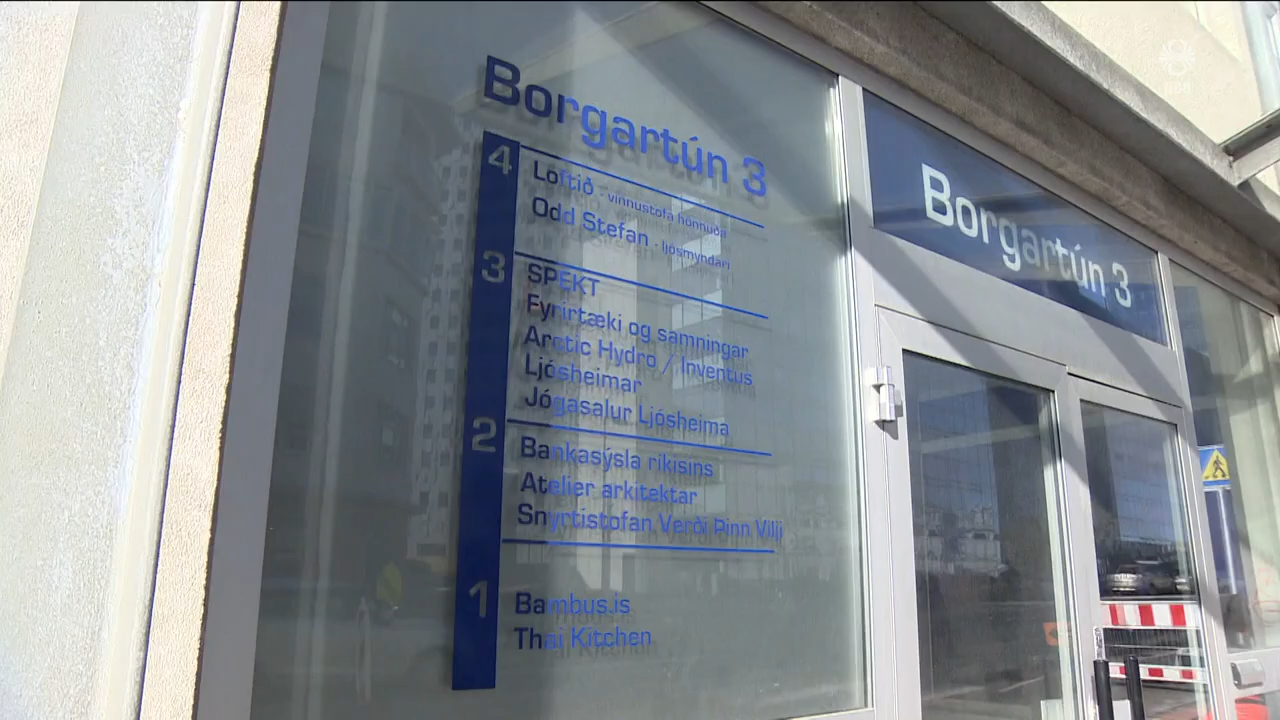 Borgartún 3
4
Loftið - vinnustofa hönnuða
Odd Stefan - ljósmyndari
3
SPEKT
Fyrirtæki og samningar
Arctic Hydro / Inventus
Ljósheimar
Jógasalur Ljósheima
2
Bankasýsla ríkisins
Atelier arkitektar
Snyrtistofan Verði Þinn Vilji
1
Bambus.is
Thai Kitchen
Borgartún 3